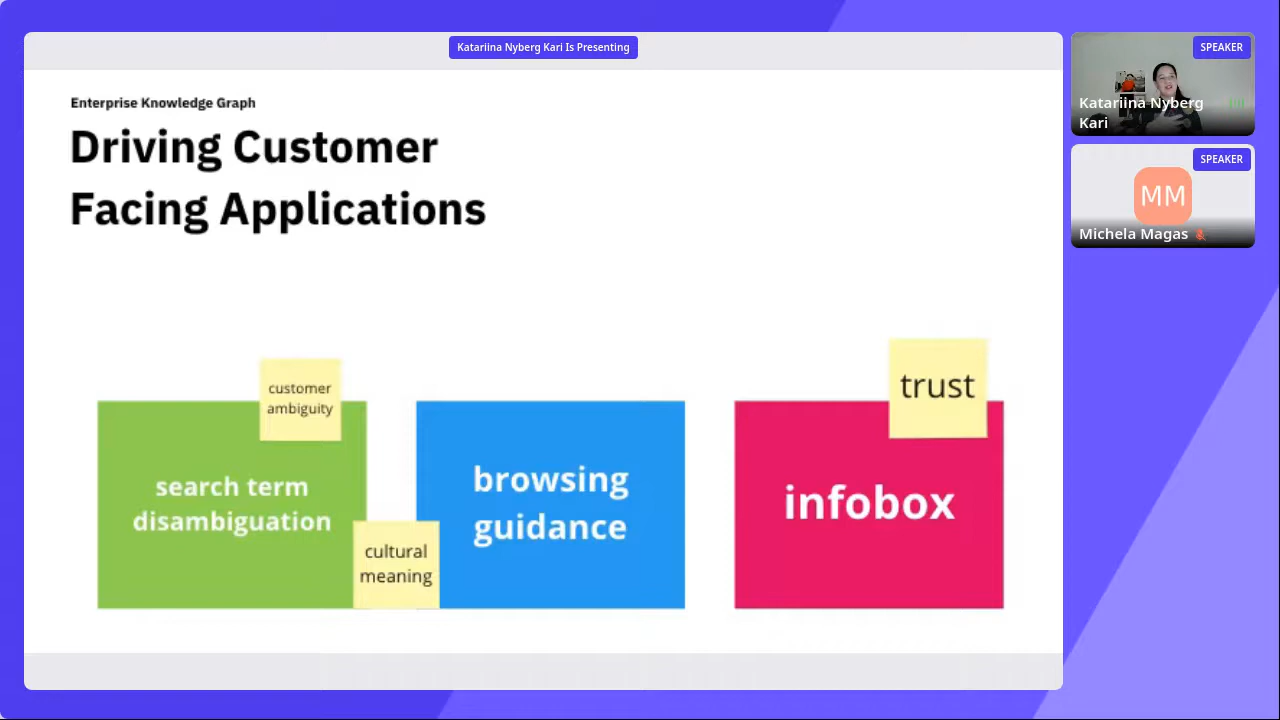 Katariina Nyberg Kari Is Presenting
Enterprise Knowledge Graph
Driving Customer
Facing Applications
customer
ambiguity
search term
disambiguation
cultural
meaning
browsing
guidance
trust
infobox
SPEAKER
Katariina Nyberg
Kari
SPEAKER
MM
Michela Magas